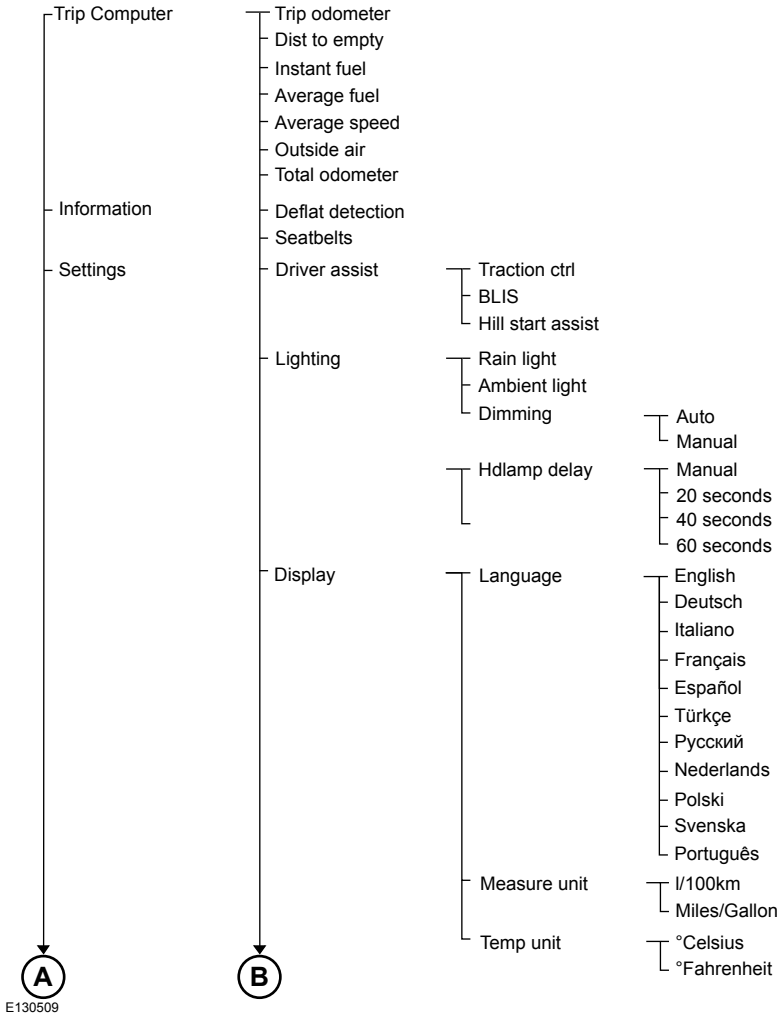 Trip Computer Trip odometer
Dist to empty
Instant fuel
Average fuel
Average speed
Outside air
Total odometer
Information Deflat detection
Seatbelts
Settings Driver assist Traction ctrl
BLIS
Hill start assist
Lighting Rain light
Ambient light
Dimming Auto
Manual
Hdlamp delay Manual
20 seconds
40 seconds
60 seconds
Display Language English
Deutsch
Italiano
Français
Español
Türkçe
Русский
Nederlands
Polski
Svenska
Português
Measure unit l/100km
Miles/Gallon
Temp unit °Celsius
°Fahrenheit
A B
E130509